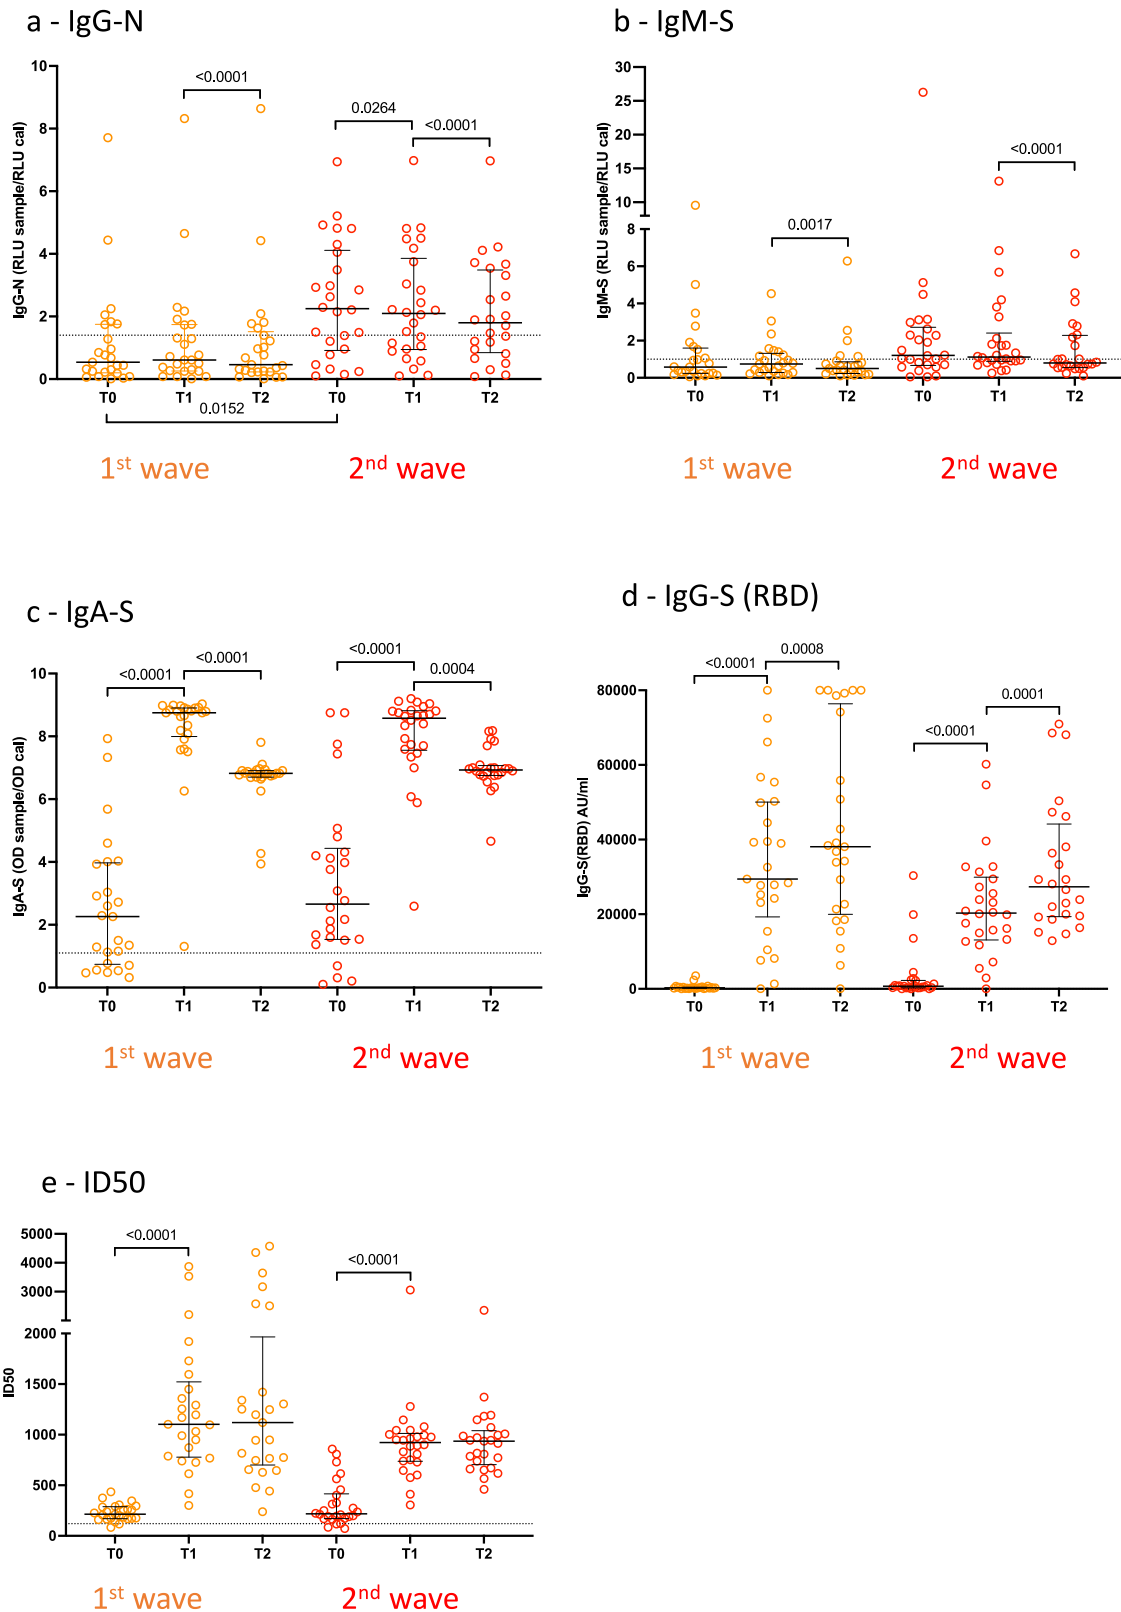 a - IgG-N
IgG-N (RLU sample/RLU cal)
10
8
6
4
2
0
<0.0001
0.0264
<0.0001
T0 T1 T2 T0 T1 T2
0.0152
1st wave 2nd wave
b - IgM-S
IgM-S (RLU sample/RLU cal)
30
25
20
15
10
8
6
4
2
0
0.0017
<0.0001
T0 T1 T2 T0 T1 T2
1st wave 2nd wave
c - IgA-S
IgA-S (OD sample/OD cal)
10
8
6
4
2
0
<0.0001
<0.0001
<0.0001
0.0004
T0 T1 T2 T0 T1 T2
1st wave 2nd wave
d - IgG-S (RBD)
IgG-S(RBD) AU/ml
80000
60000
40000
20000
0
<0.0001
0.0008
<0.0001
0.0001
T0 T1 T2 T0 T1 T2
1st wave 2nd wave
e - ID50
ID50
5000
4000
3000
2000
1500
1000
500
0
<0.0001
<0.0001
T0 T1 T2 T0 T1 T2
1st wave 2nd wave